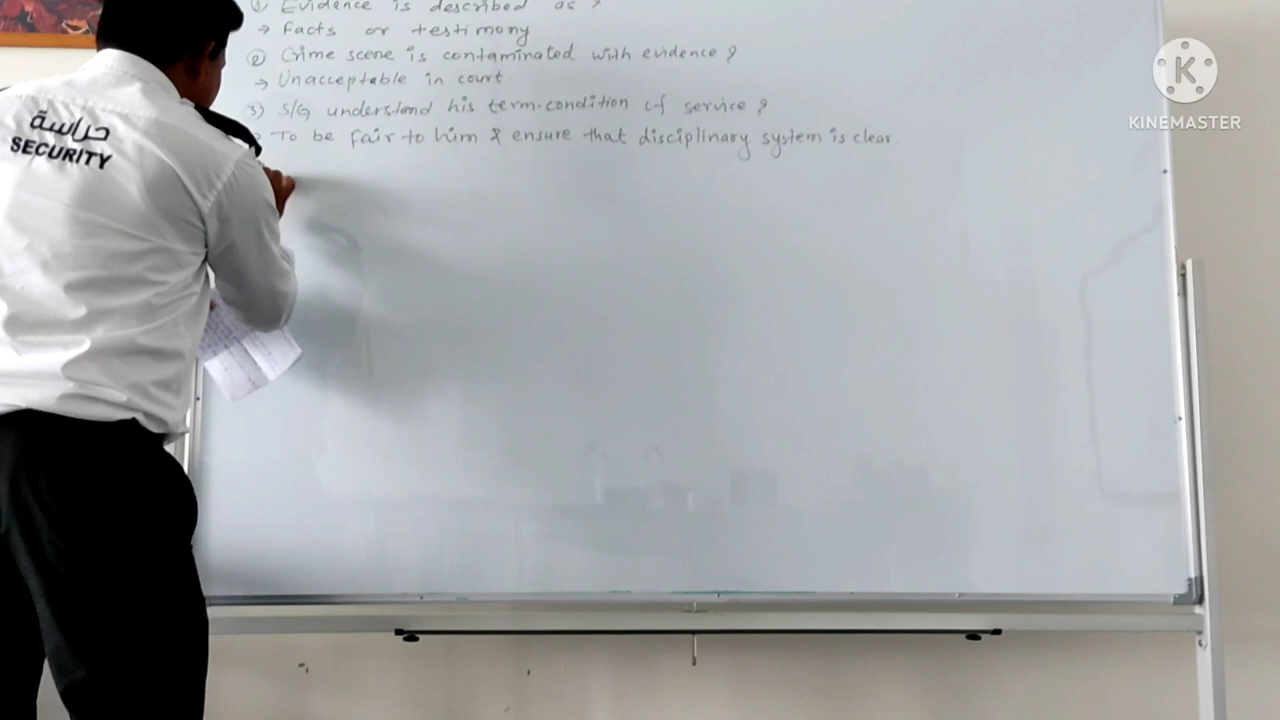 ① Evidence is described as ?
→ Facts or testimony
② Crime scene is contaminated with evidence ?
→ Unacceptable in court.
3) S/G understand his term-condition of service ?
To be fair to him & ensure that disciplinary system is clear.
حراسة
SECURITY
K
KINEMASTER